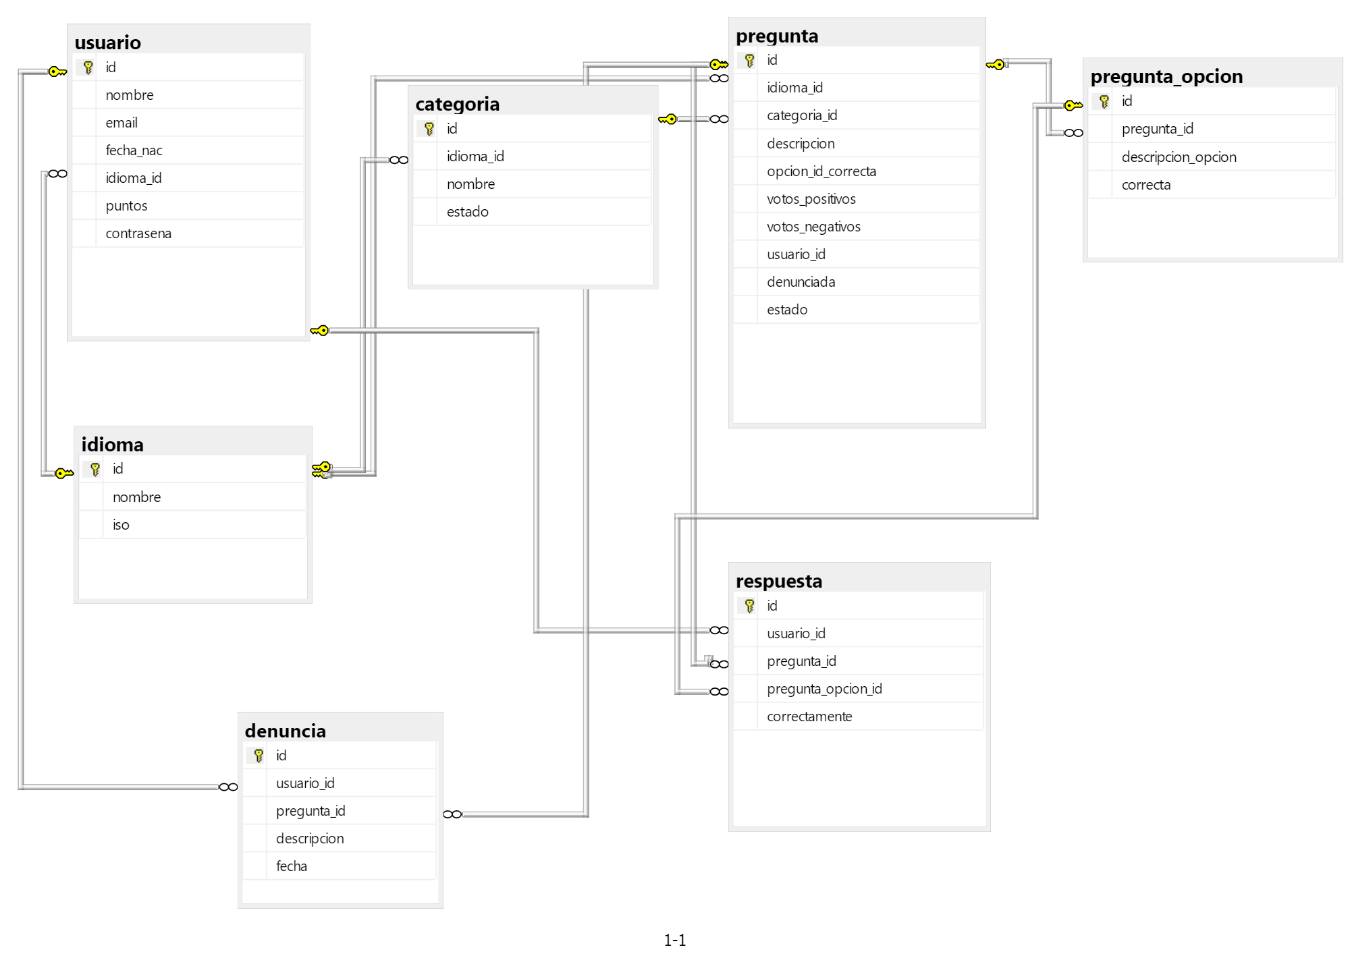 usuario
id
nombre
email
fecha_nac
idioma_id
puntos
contrasena
categoria
id
idioma_id
nombre
estado
pregunta
id
idioma_id
categoria_id
descripcion
opcion_id_correcta
votos_positivos
votos_negativos
usuario_id
denunciada
estado
pregunta_opcion
id
pregunta_id
descripcion_opcion
correcta
idioma
id
nombre
iso
respuesta
id
usuario_id
pregunta_id
pregunta_opcion_id
correctamente
denuncia
id
usuario_id
pregunta_id
descripcion
fecha
1-1